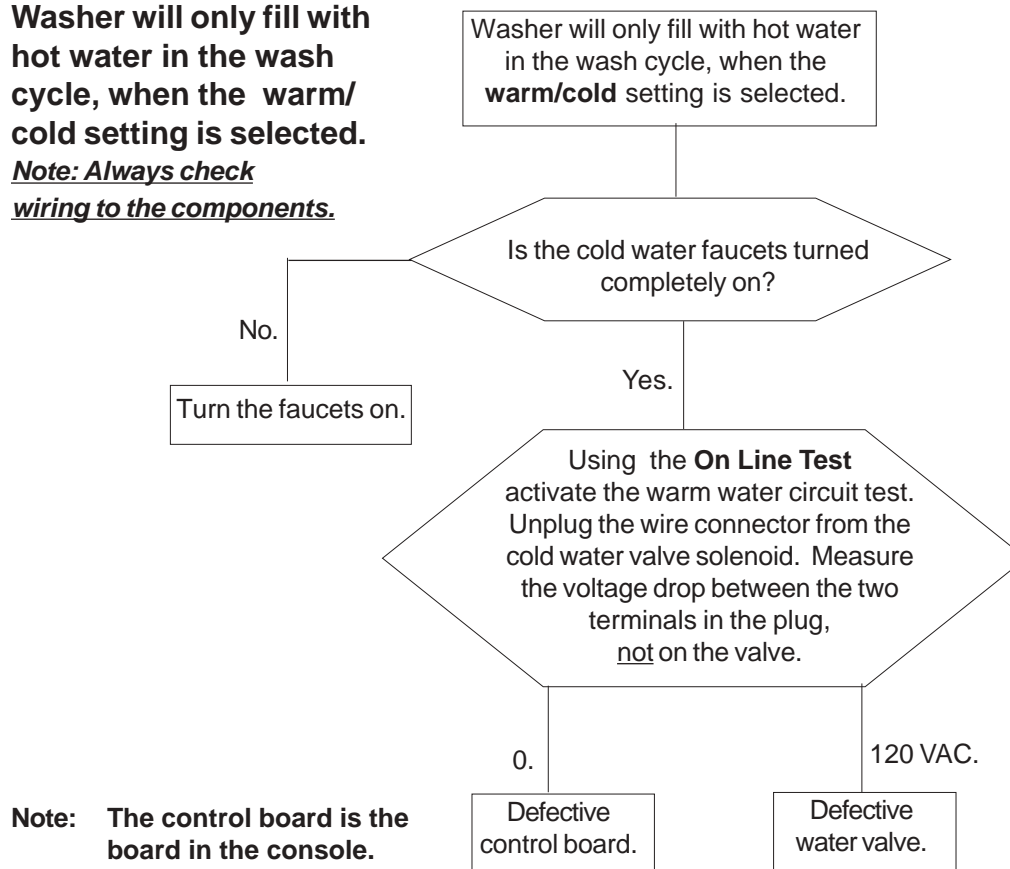 Washer will only fill with
hot water in the wash
cycle, when the warm/
cold setting is selected.
Note: Always check
wiring to the components.
Washer will only fill with hot water
in the wash cycle, when the
warm/cold setting is selected.
Is the cold water faucets turned
completely on?
No.
Turn the faucets on.
Yes.
Using the On Line Test
activate the warm water circuit test.
Unplug the wire connector from the
cold water valve solenoid. Measure
the voltage drop between the two
terminals in the plug,
not on the valve.
0.
120 VAC.
Defective
control board.
Defective
water valve.
Note: The control board is the
board in the console.